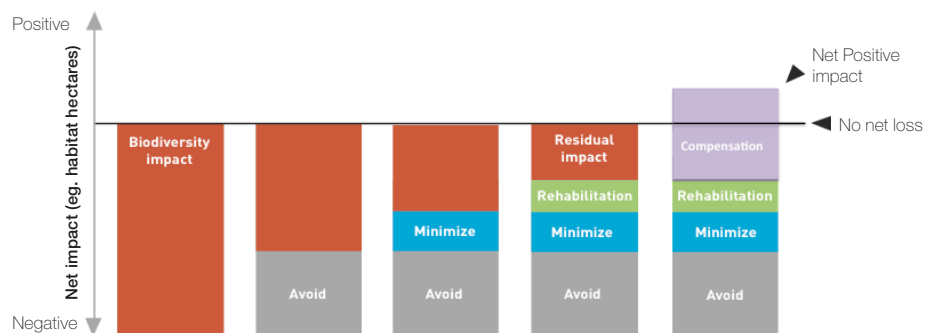 Positive
Net impact (eg. habitat hectares)
Negative
Biodiversity
impact
Avoid
Minimize
Avoid
Residual
impact
Rehabilitation
Minimize
Avoid
Compensation
Rehabilitation
Minimize
Avoid
Net Positive
impact
No net loss